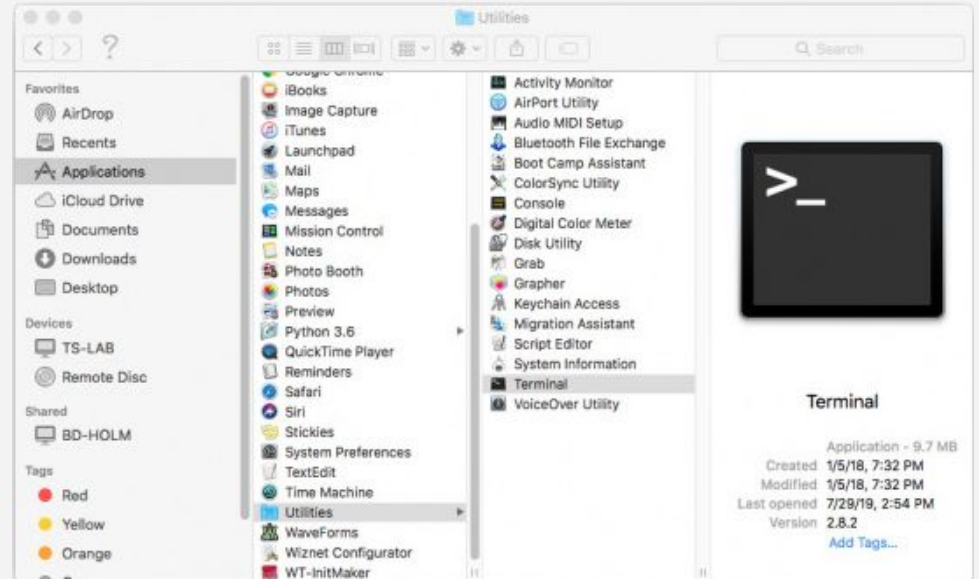 Utilities
Search
Favorites
AirDrop
Recents
Applications
iCloud Drive
Documents
Downloads
Desktop
Devices
TS-LAB
Remote Disc
Shared
BD-HOLM
Tags
Red
Yellow
Orange
Google Chrome
iBooks
Image Capture
iTunes
Launchpad
Mail
Maps
Messages
Mission Control
Notes
Photo Booth
Photos
Preview
Python 3.6
QuickTime Player
Reminders
Safari
Siri
Stickies
System Preferences
TextEdit
Time Machine
Utilities
WaveForms
Wiznet Configurator
WT-InitMaker
Activity Monitor
AirPort Utility
Audio MIDI Setup
Bluetooth File Exchange
Boot Camp Assistant
ColorSync Utility
Console
Digital Color Meter
Disk Utility
Grab
Grapher
Keychain Access
Migration Assistant
Script Editor
System Information
Terminal
VoiceOver Utility
>_
Terminal
Application - 9.7 MB
Created 1/5/18, 7:32 PM
Modified 1/5/18, 7:32 PM
Last opened 7/29/19, 2:54 PM
Version 2.8.2
Add Tags...